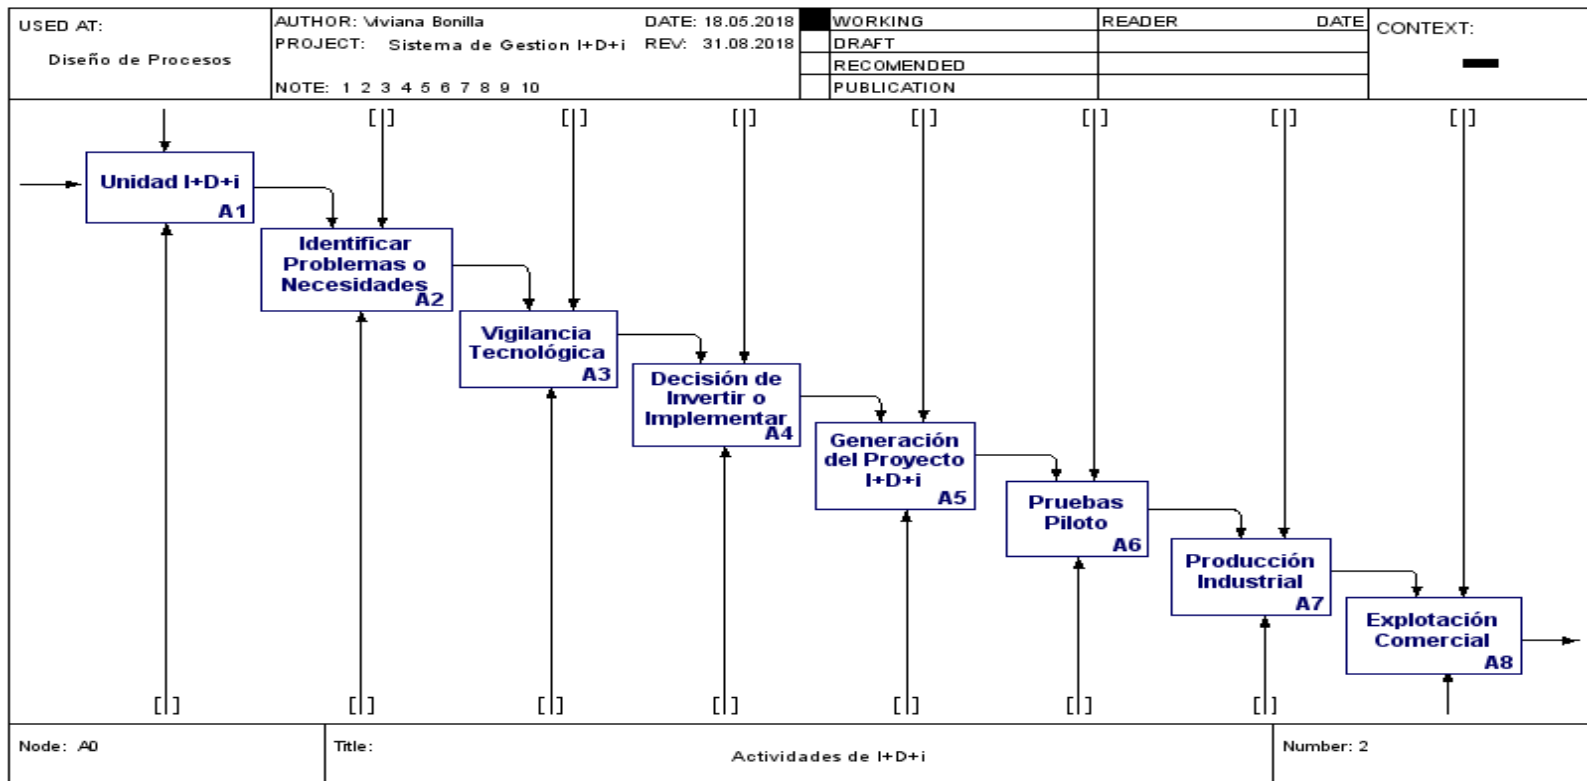 USED AT:
Diseño de Procesos
AUTHOR: Viviana Bonilla
DATE: 18.05.2018
PROJECT: Sistema de Gestion I+D+i
REV: 31.08.2018
NOTE: 1 2 3 4 5 6 7 8 9 10
WORKING
DRAFT
RECOMENDED
PUBLICATION
READER
DATE
CONTEXT:
Unidad I+D+i
A1
Identificar
Problemas o
Necesidades
A2
Vigilancia
Tecnológica
A3
Decisión de
Invertir o
Implementar
A4
Generación
del Proyecto
I+D+i
A5
Pruebas
Piloto
A6
Producción
Industrial
A7
Explotación
Comercial
A8
Node: A0
Title:
Actividades de I+D+i
Number: 2